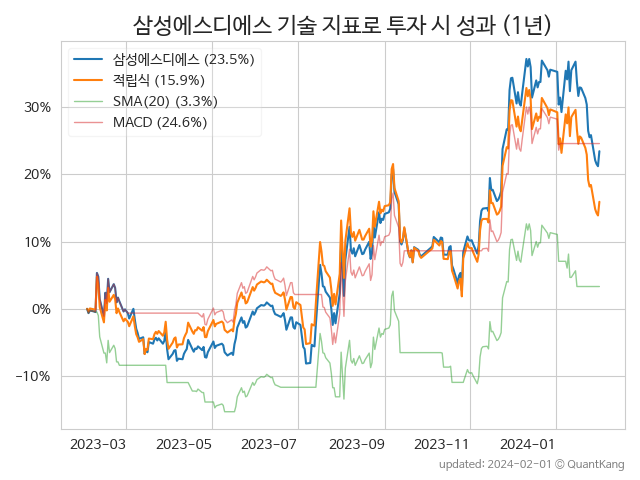 삼성에스디에스 기술 지표로 투자 시 성과 (1년)
삼성에스디에스 (23.5%)
적립식 (15.9%)
SMA(20) (3.3%)
MACD (24.6%)
30%
20%
10%
0%
−10%
2023-03 2023-05 2023-07 2023-09 2023-11 2024-01
updated: 2024-02-01 © QuantKang